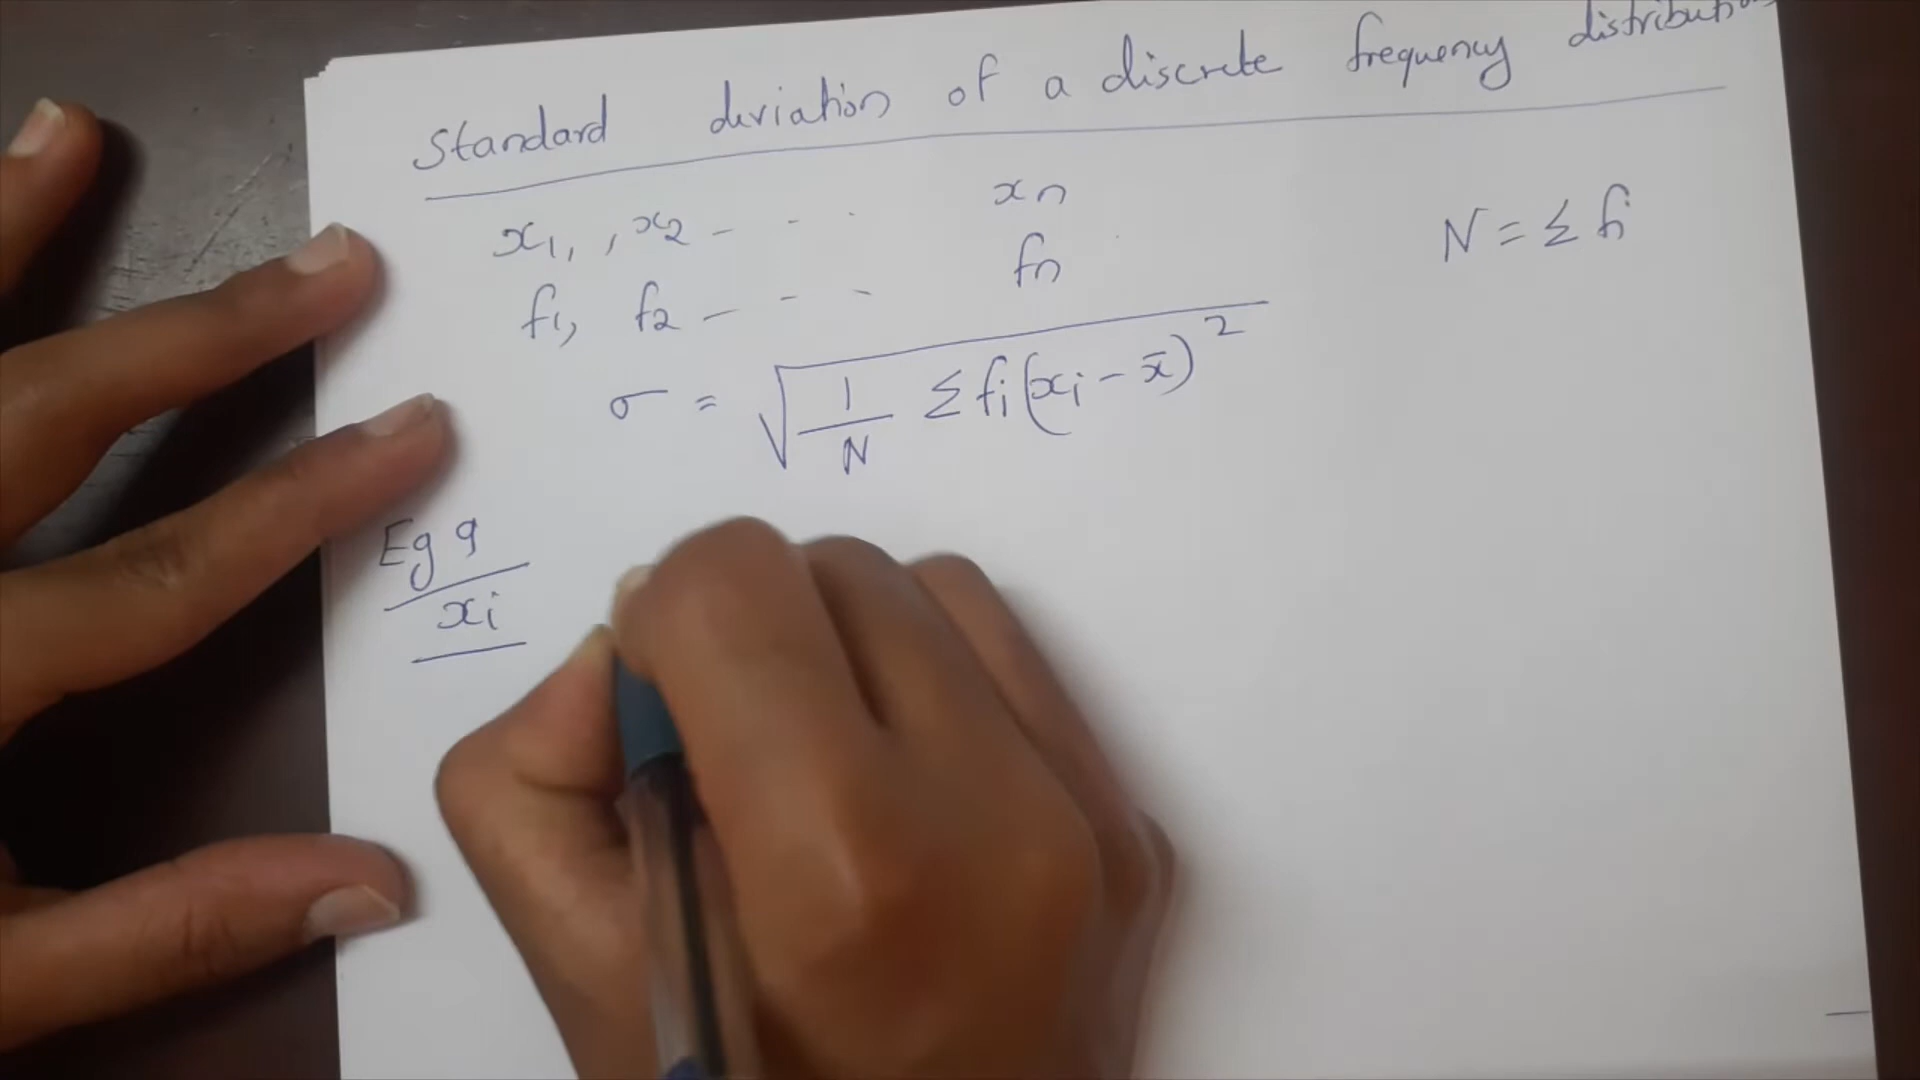 Standard deviation of a discrete frequency distribution
x1, , x2 - - . xn
f1, f2 - - - fn
N = Σ fi
σ = √ 1/N Σ fi (xi - x̄)²
Eg 9
xi